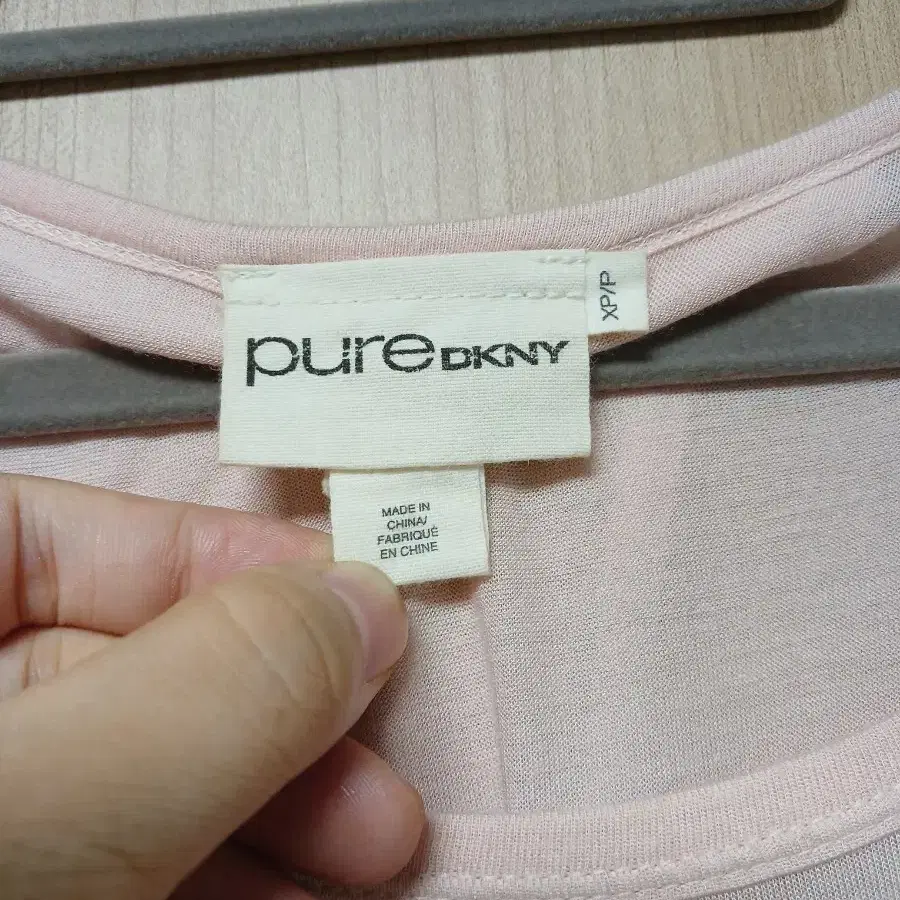 pure DKNY
XP/P
MADE IN
CHINA/
FABRIQUÉ
EN CHINE